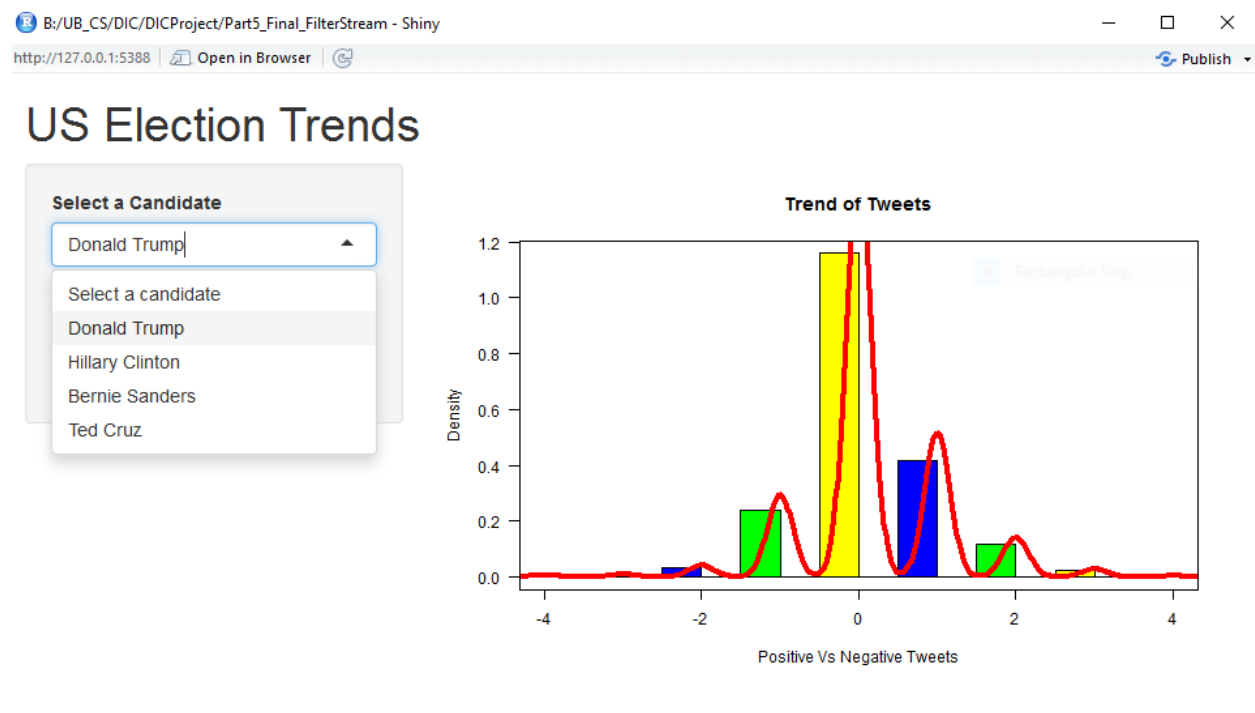 B:/UB_CS/DIC/DICProject/Part5_Final_FilterStream - Shiny
http://127.0.0.1:5388 Open in Browser Publish
US Election Trends
Select a Candidate
Donald Trump
Select a candidate
Donald Trump
Hillary Clinton
Bernie Sanders
Ted Cruz
Trend of Tweets
Rectangular Snip
Density
1.2
1.0
0.8
0.6
0.4
0.2
0.0
-4 -2 0 2 4
Positive Vs Negative Tweets